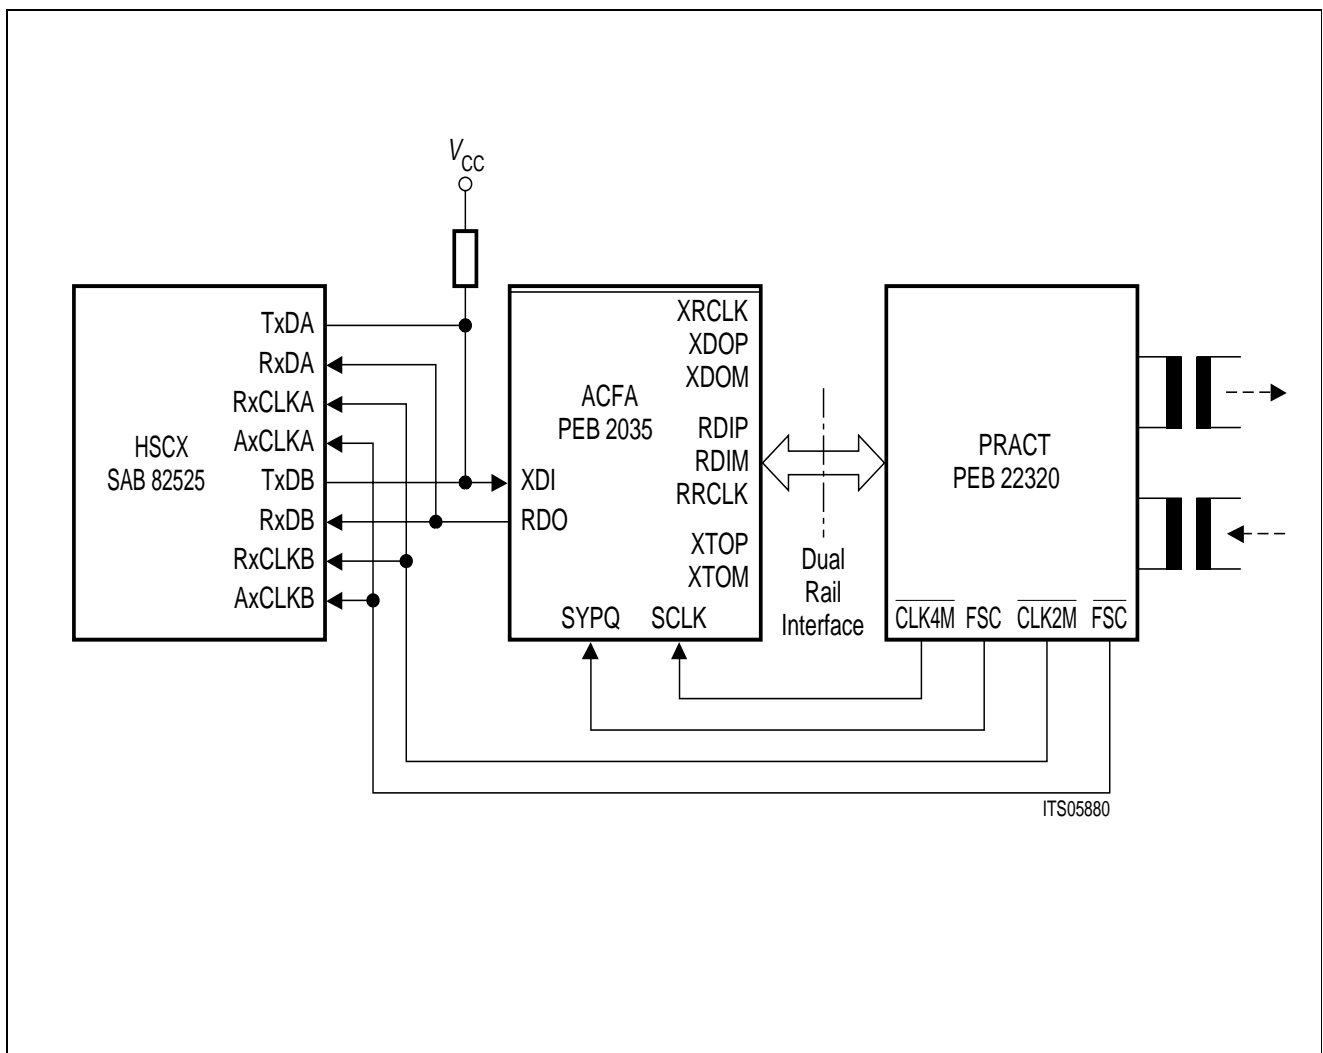 VCC
TxDA
RxDA
RxCLKA
AxCLKA
TxDB
RxDB
RxCLKB
AxCLKB
HSCX
SAB 82525
ACFA
PEB 2035
XDI
RDO
XRCLK
XDOP
XDOM
RDIP
RDIM
RRCLK
XTOP
XTOM
SYPQ SCLK
Dual
Rail
Interface
PRACT
PEB 22320
CLK4M FSC CLK2M FSC
ITS05880